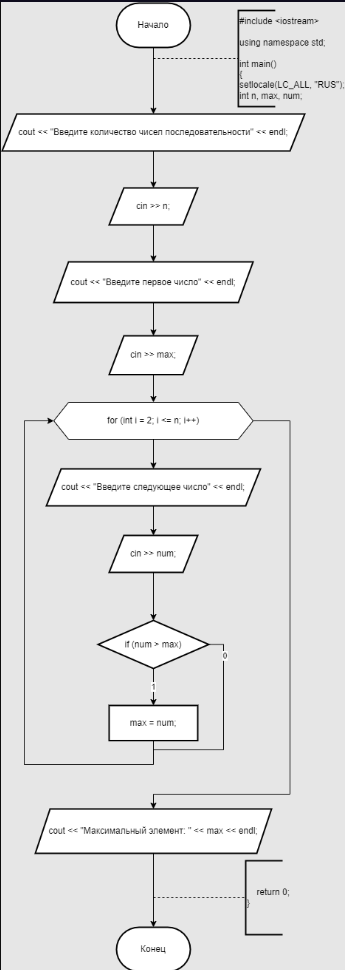 Начало
#include <iostream>
using namespace std;
int main()
{
setlocale(LC_ALL, "RUS");
int n, max, num;
cout << "Введите количество чисел последовательности" << endl;
cin >> n;
cout << "Введите первое число" << endl;
cin >> max;
for (int i = 2; i <= n; i++)
cout << "Введите следующее число" << endl;
cin >> num;
if (num > max)
0
1
max = num;
cout << "Максимальный элемент: " << max << endl;
return 0;
}
Конец